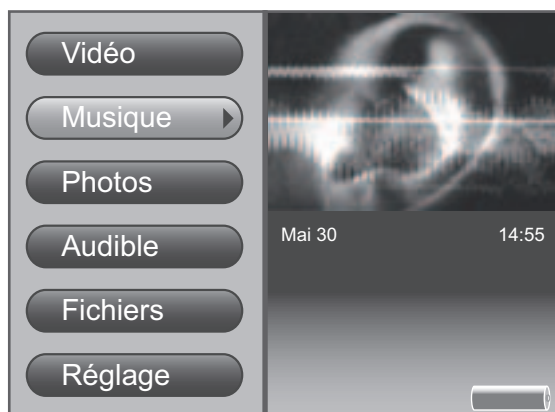 Vidéo
Musique
Photos
Audible
Fichiers
Réglage
Mai 30 14:55